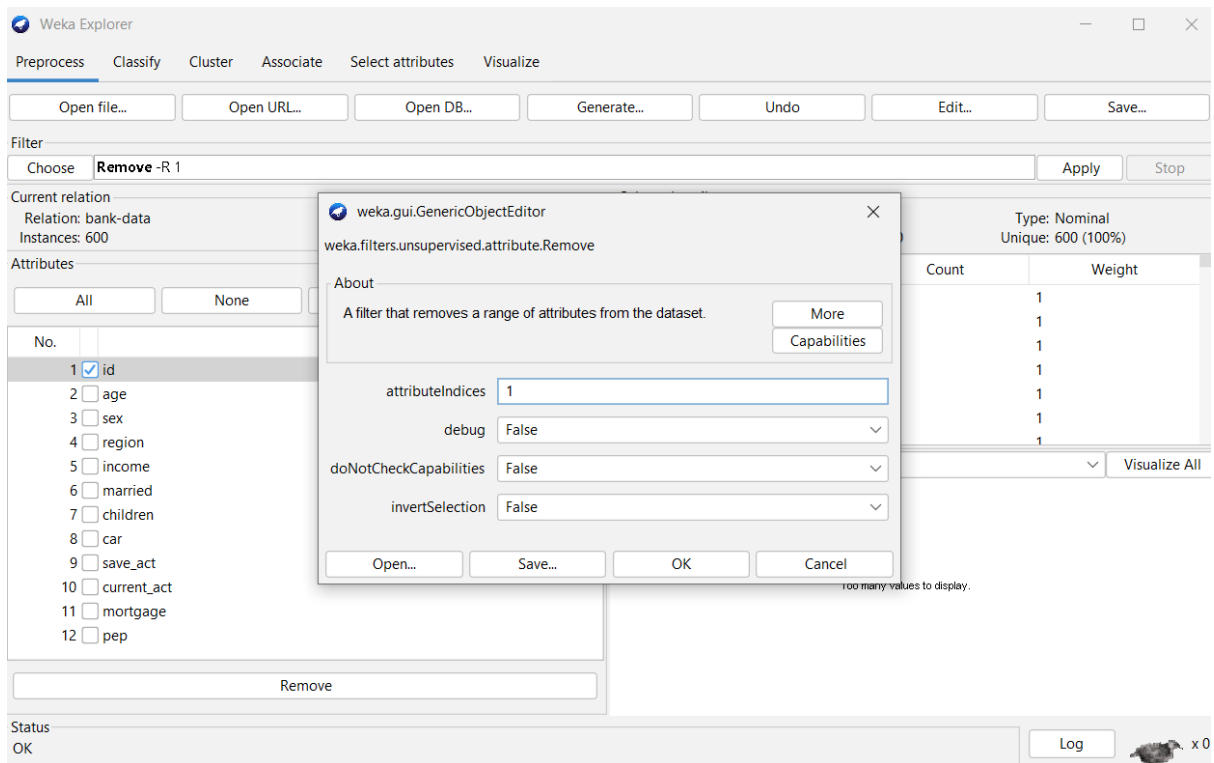 Weka Explorer
Preprocess Classify Cluster Associate Select attributes Visualize
Open file... Open URL... Open DB... Generate... Undo Edit... Save...
Filter
Choose Remove -R 1 Apply Stop
Current relation
Relation: bank-data
Instances: 600
Type: Nominal
Unique: 600 (100%)
Attributes
All None
No.
1 id
2 age
3 sex
4 region
5 income
6 married
7 children
8 car
9 save_act
10 current_act
11 mortgage
12 pep
Remove
weka.gui.GenericObjectEditor
weka.filters.unsupervised.attribute.Remove
About
A filter that removes a range of attributes from the dataset.
More
Capabilities
attributeIndices 1
debug False
doNotCheckCapabilities False
invertSelection False
Open... Save... OK Cancel
Count Weight
1
1
1
1
1
1
1
Visualize All
Too many values to display.
Status
OK
Log x 0